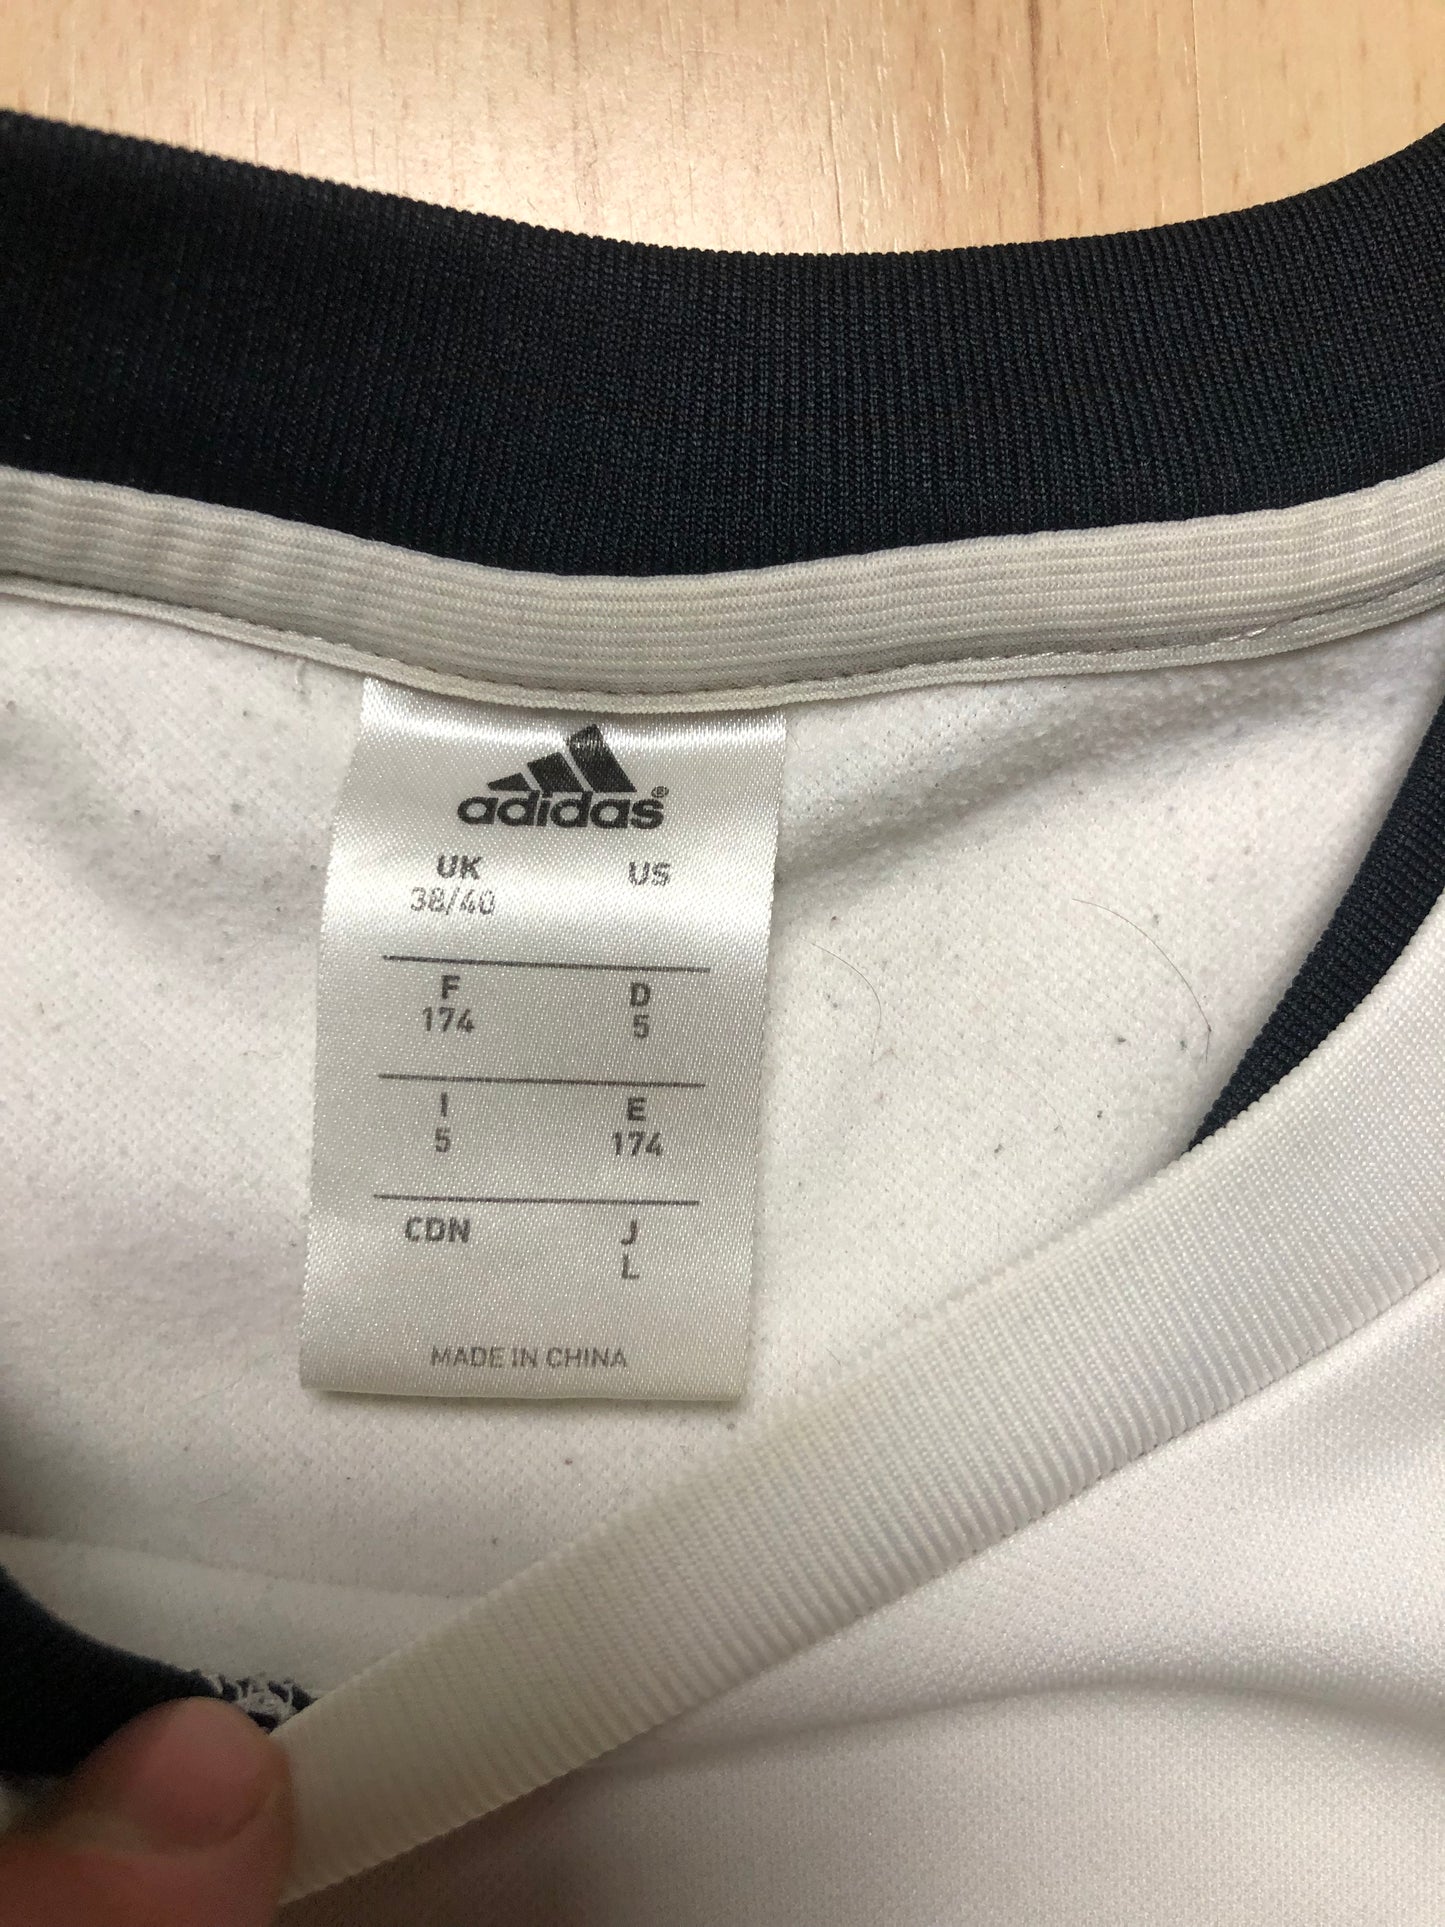 adidas®
UK US
38/40
F D
174 5
I E
5 174
CDN J
L
MADE IN CHINA